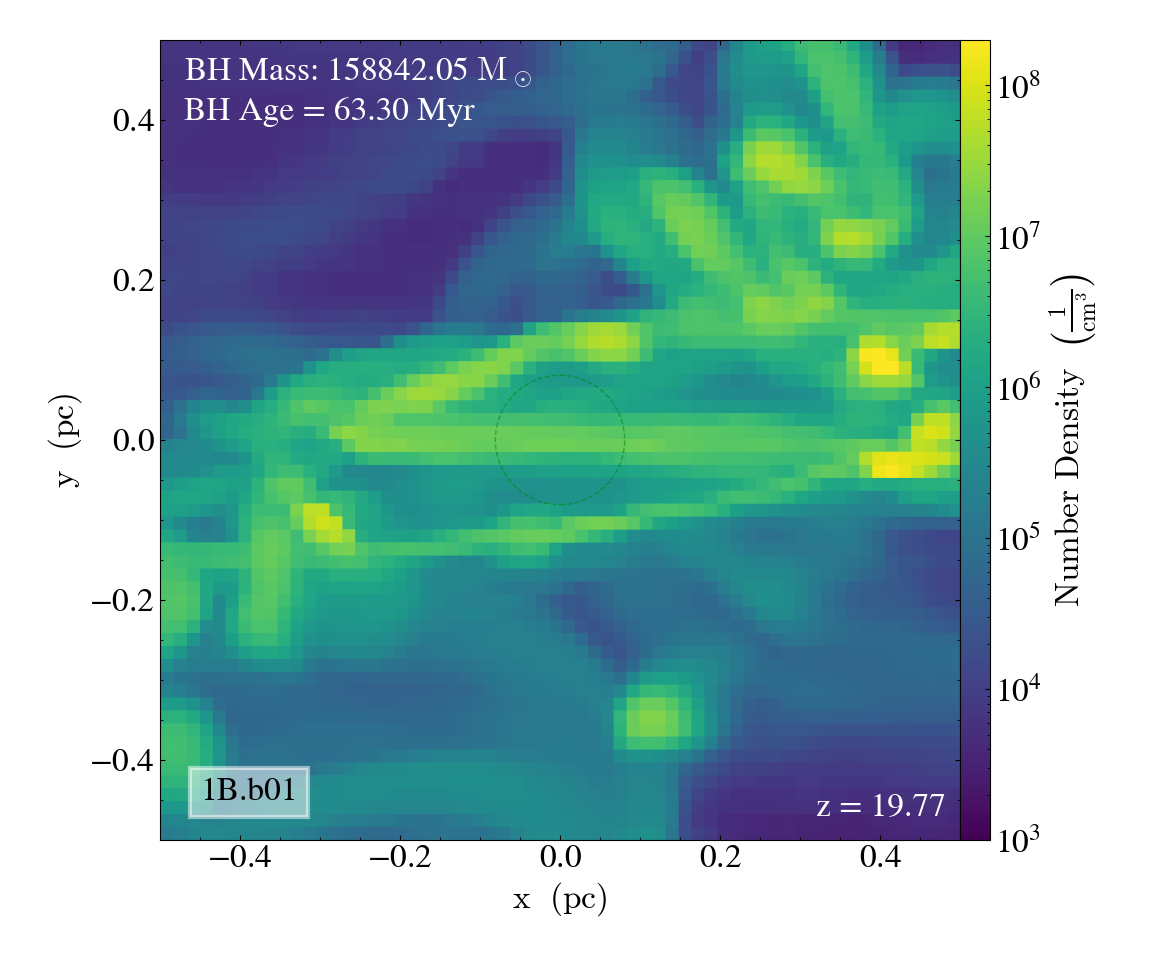 BH Mass: 158842.05 M⊙
BH Age = 63.30 Myr
1B.b01
z = 19.77
0.4
0.2
0.0
−0.2
−0.4
y (pc)
−0.4 −0.2 0.0 0.2 0.4
x (pc)
10^8
10^7
10^6
10^5
10^4
10^3
Number Density (1/cm^3)